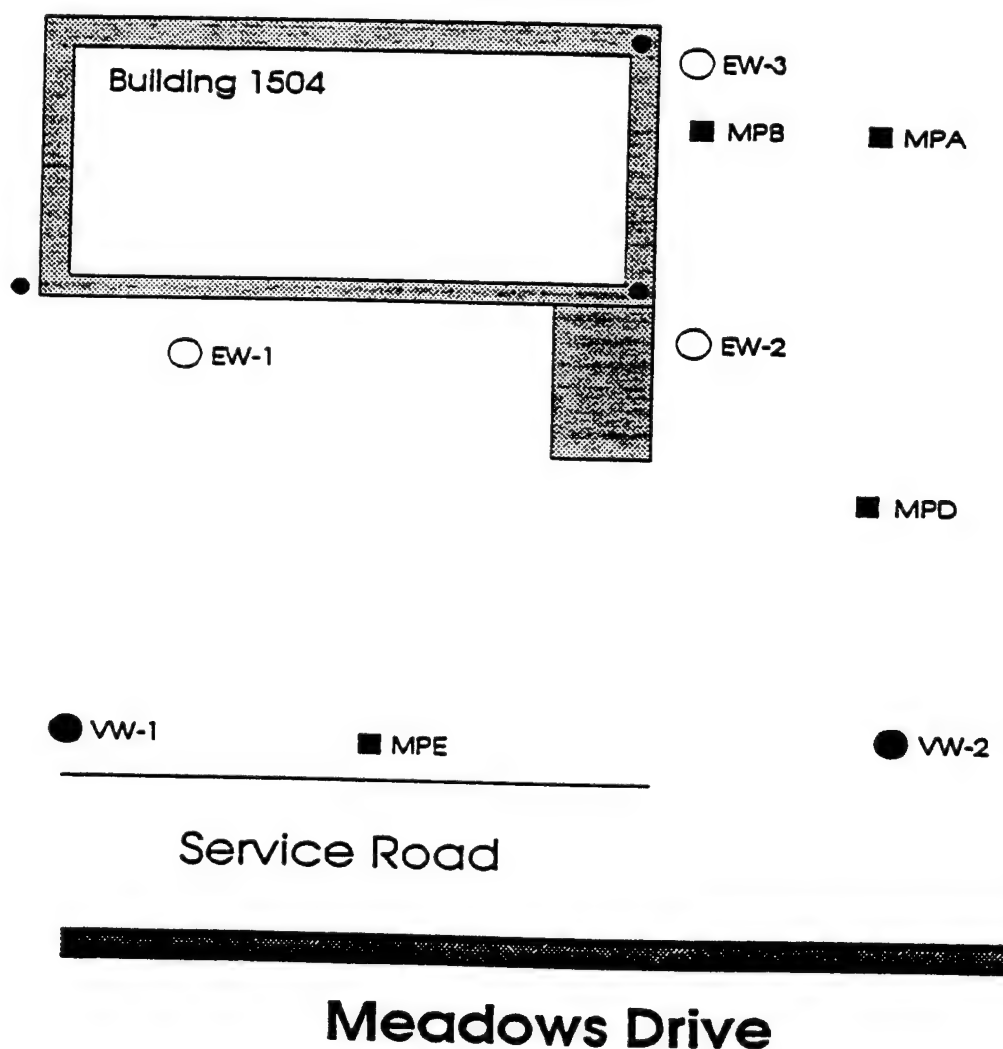 Building 1504
EW-3
MPB
MPA
EW-1
EW-2
MPD
VW-1
MPE
VW-2
Service Road
Meadows Drive